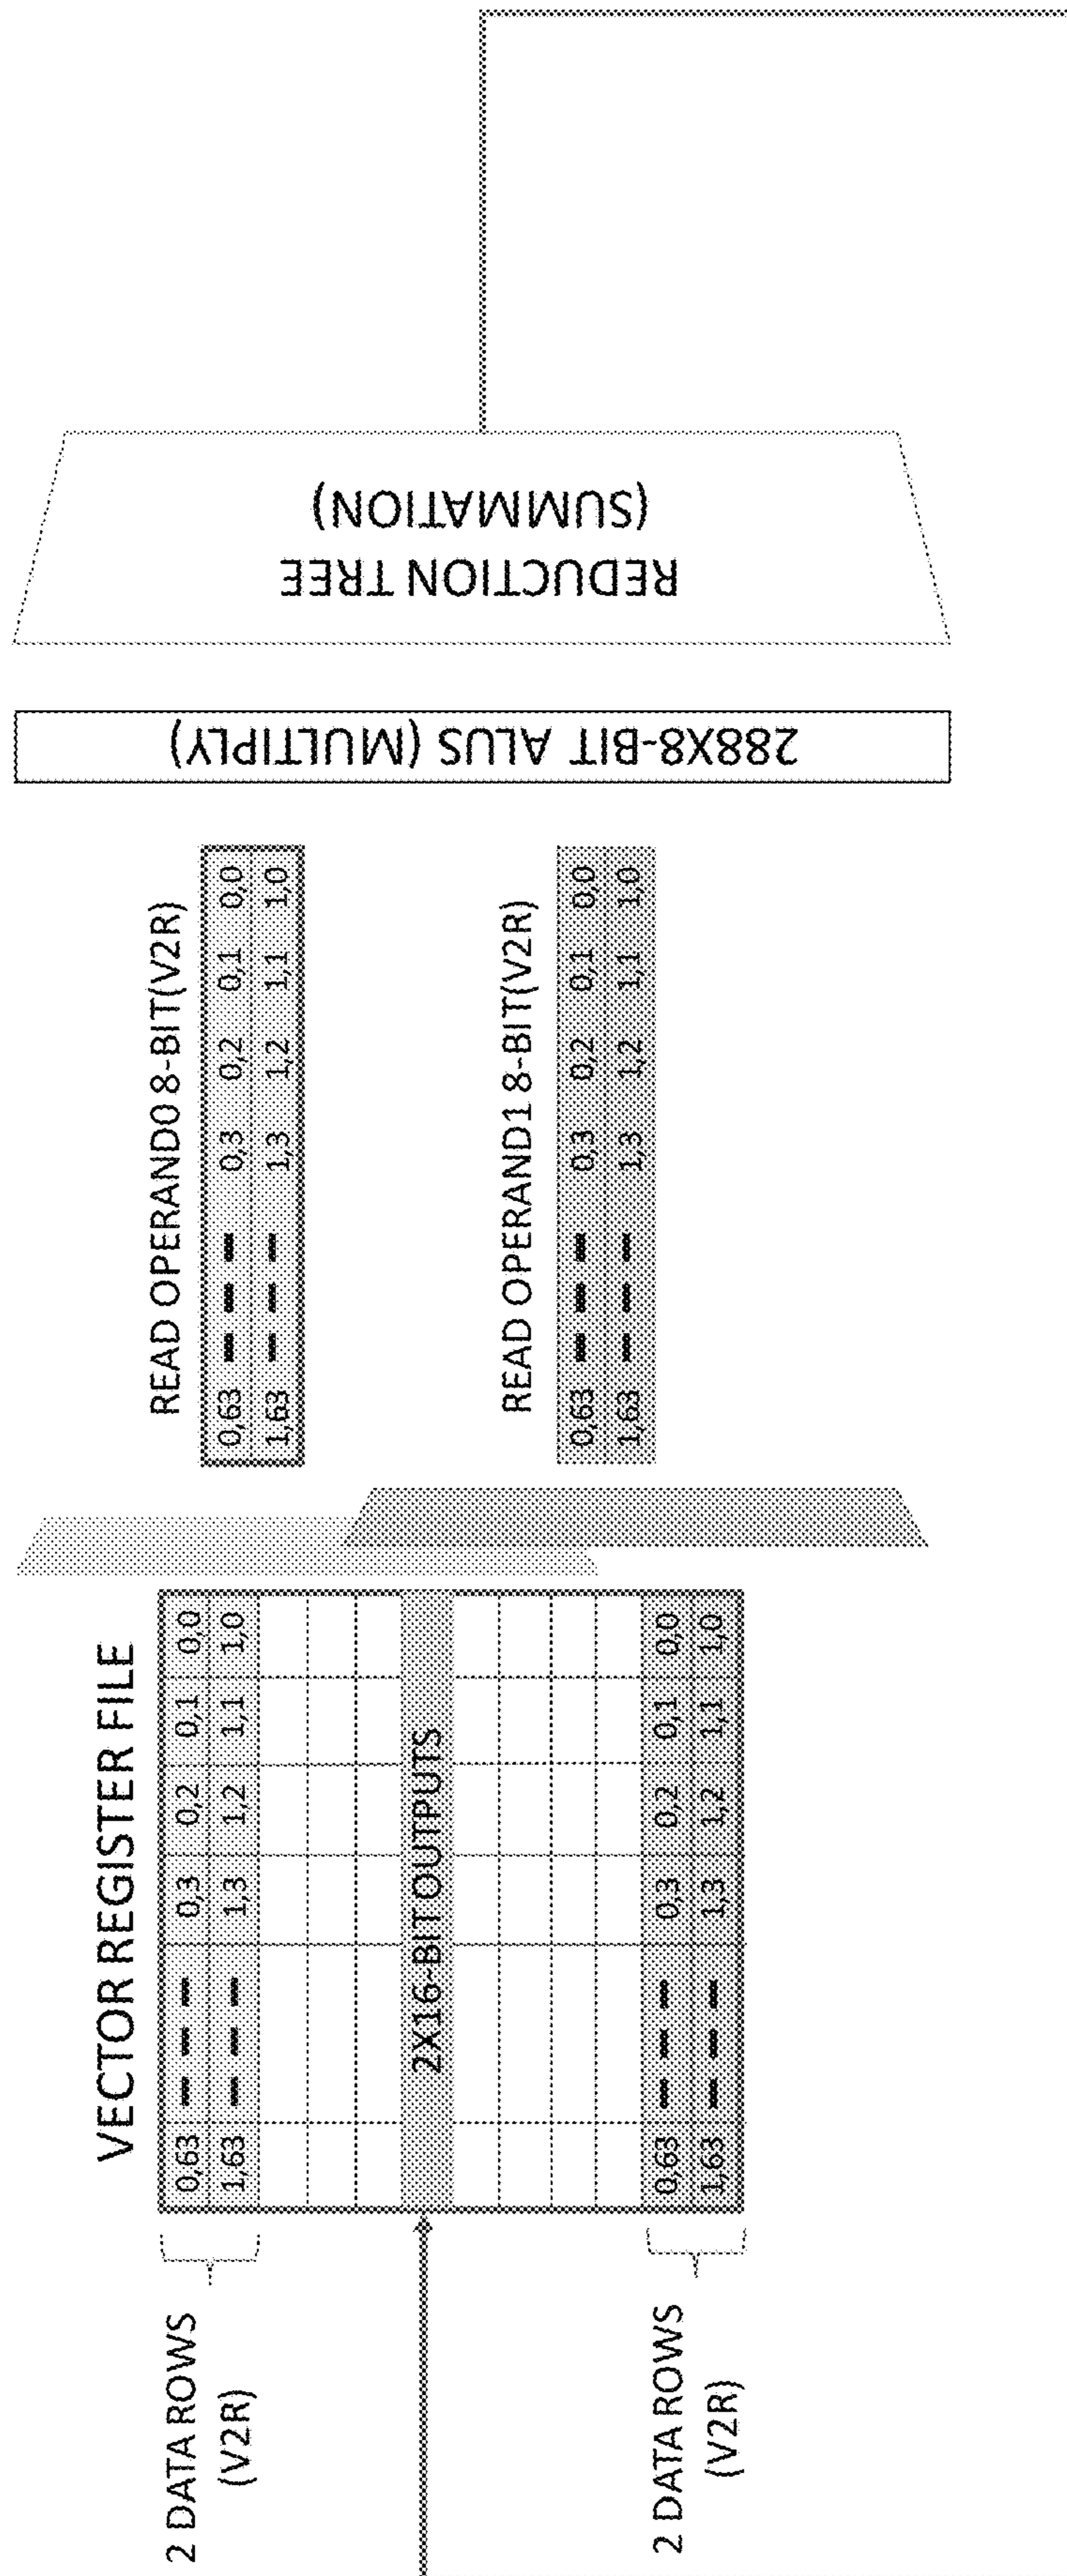 VECTOR REGISTER FILE
2 DATA ROWS
(V2R)
0,63 – – – 0,3 0,2 0,1 0,0
1,63 – – – 1,3 1,2 1,1 1,0
2X16-BIT OUTPUTS
2 DATA ROWS
(V2R)
0,63 – – – 0,3 0,2 0,1 0,0
1,63 – – – 1,3 1,2 1,1 1,0
READ OPERAND0 8-BIT(V2R)
0,63 – – – 0,3 0,2 0,1 0,0
1,63 – – – 1,3 1,2 1,1 1,0
READ OPERAND1 8-BIT(V2R)
0,63 – – – 0,3 0,2 0,1 0,0
1,63 – – – 1,3 1,2 1,1 1,0
288X8-BIT ALUS (MULTIPLY)
REDUCTION TREE
(SUMMATION)